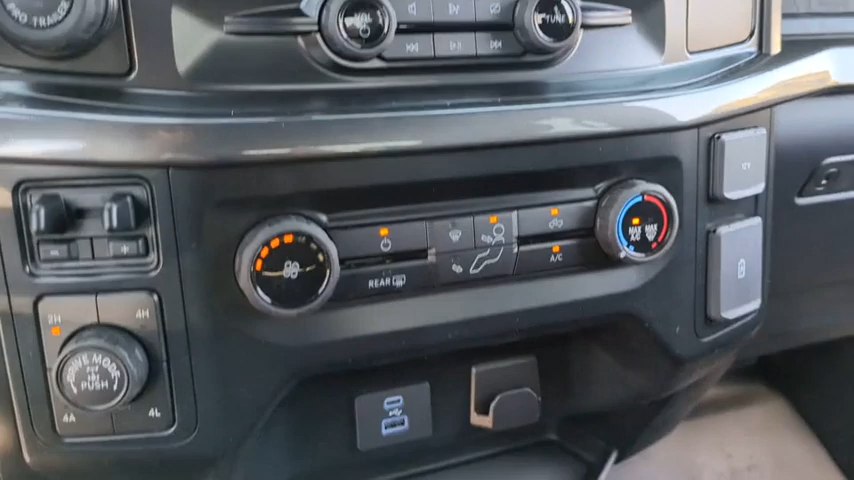 PRO TRAILER
VOL
TUNE
12V
MAX A/C
MAX
A/C
REAR
2H
4H
DRIVE MODE
PUSH
4A
4L